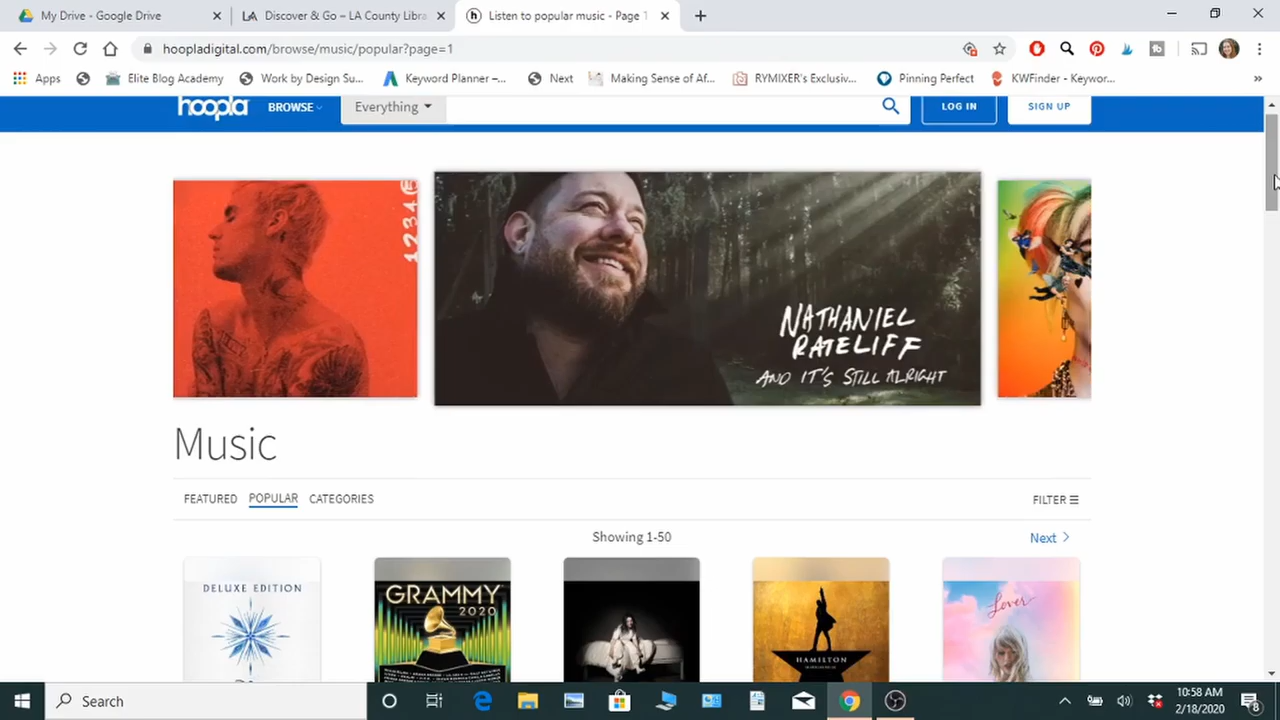 My Drive - Google Drive
Discover & Go – LA County Libra
Listen to popular music - Page 1
hoopladigital.com/browse/music/popular?page=1
Apps
Elite Blog Academy
Work by Design Su...
Keyword Planner –...
Next
Making Sense of Af...
RYMIXER'S Exclusiv...
Pinning Perfect
KWFinder - Keywor...
»
hoopla
BROWSE
Everything
LOG IN
SIGN UP
1234
NATHANIEL
RATELIFF
AND IT'S STILL ALRIGHT
Music
FEATURED
POPULAR
CATEGORIES
FILTER
Showing 1-50
Next
DELUXE EDITION
GRAMMY
2020
HAMILTON
Lover
Search
10:58 AM
2/18/2020
8